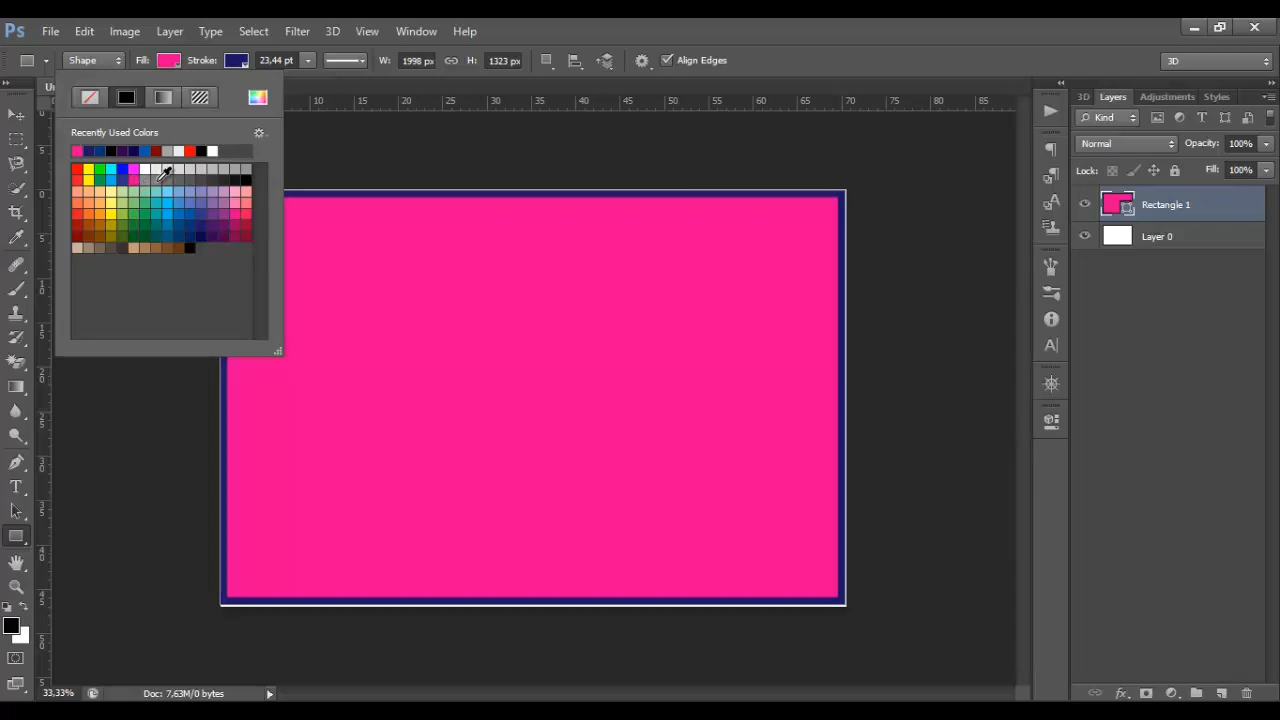 Ps File Edit Image Layer Type Select Filter 3D View Window Help
Shape Fill: Stroke: 23,44 pt W: 1998 px H: 1323 px Align Edges 3D
3D Layers Adjustments Styles
10 15 20 25 30 35 40 45 50 55 60 65 70 75 80 85
Kind
Recently Used Colors
Normal Opacity: 100%
Lock: Fill: 100%
Rectangle 1
Layer 0
33,33% Doc: 7,63M/0 bytes